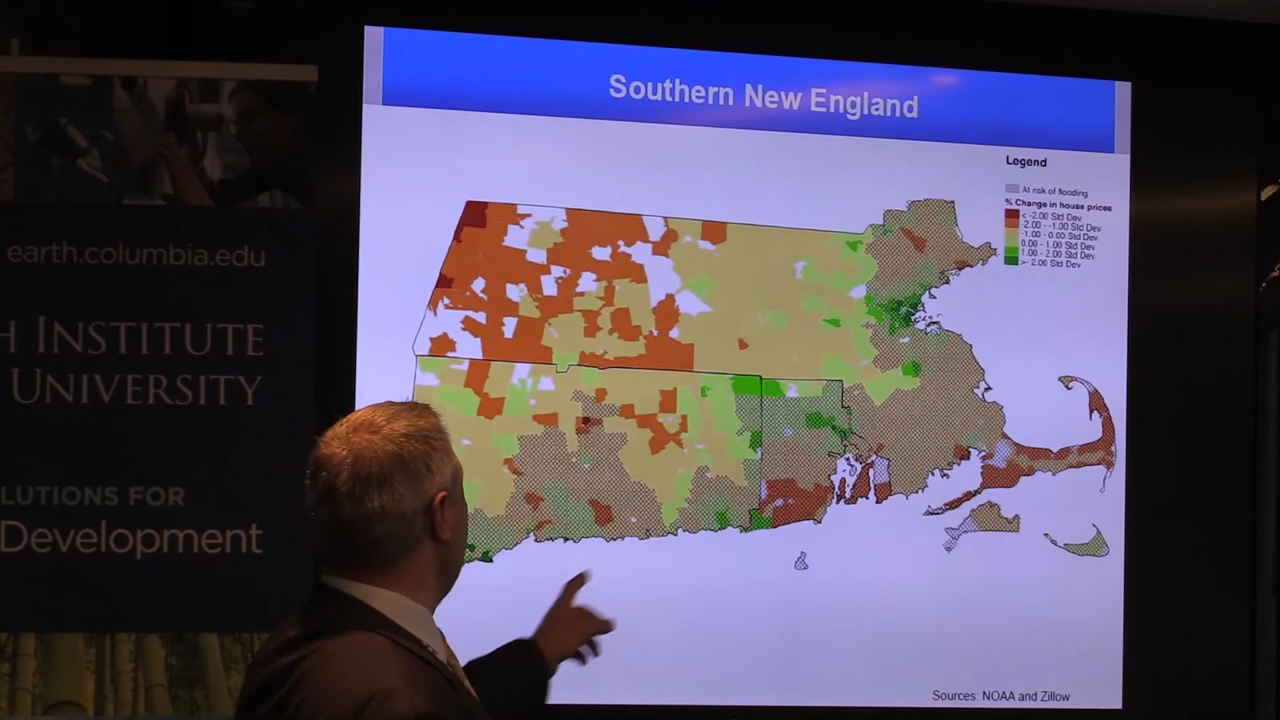 earth.columbia.edu
H INSTITUTE
UNIVERSITY
LUTIONS FOR
Development
Southern New England
Legend
At risk of flooding
% Change in house prices
< -2.00 Std Dev
-2.00 - -1.00 Std Dev
-1.00 - 0.00 Std Dev
0.00 - 1.00 Std Dev
1.00 - 2.00 Std Dev
> 2.00 Std Dev
Sources: NOAA and Zillow